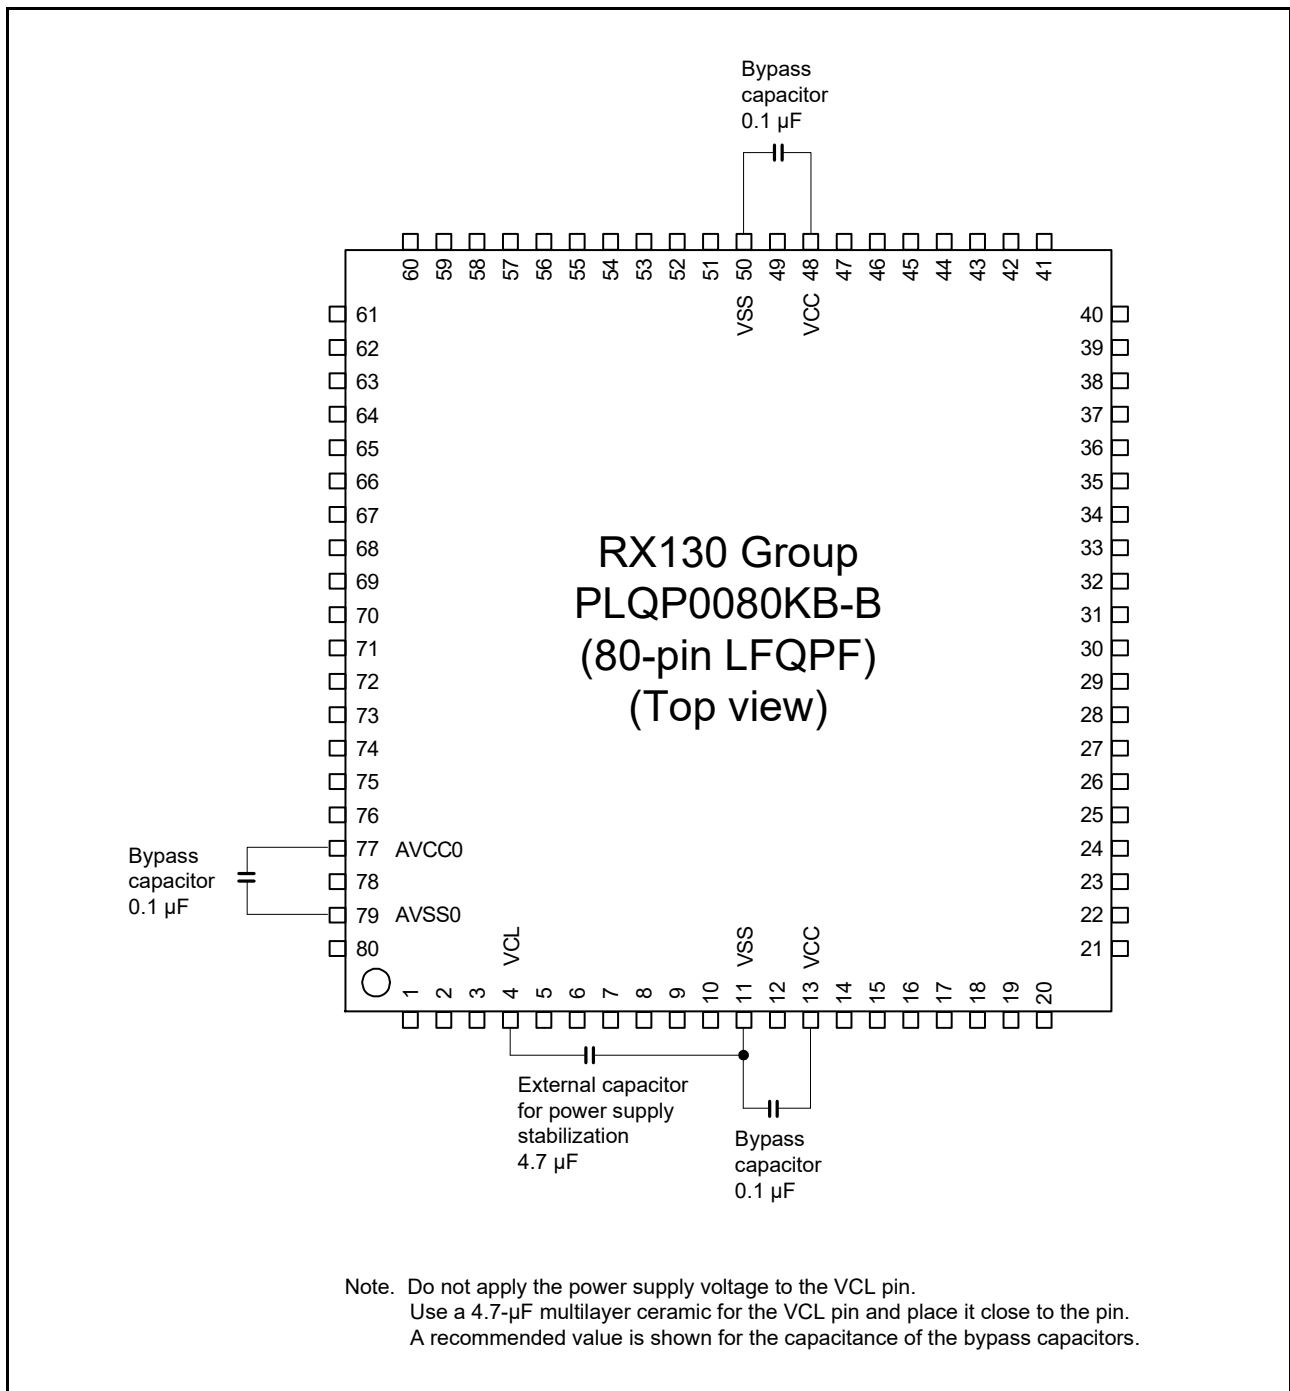 Bypass
capacitor
0.1 µF
60 59 58 57 56 55 54 53 52 51 50 49 48 47 46 45 44 43 42 41
VSS VCC
61 40
62 39
63 38
64 37
65 36
66 35
67 34
68 33
69 32
70 31
71 30
72 29
73 28
74 27
75 26
76 25
RX130 Group
PLQP0080KB-B
(80-pin LFQPF)
(Top view)
Bypass
capacitor
0.1 µF
77 AVCC0 24
78 23
79 AVSS0 22
80 21
VCL VSS VCC
1 2 3 4 5 6 7 8 9 10 11 12 13 14 15 16 17 18 19 20
External capacitor
for power supply
stabilization
4.7 µF
Bypass
capacitor
0.1 µF
Note. Do not apply the power supply voltage to the VCL pin.
Use a 4.7-µF multilayer ceramic for the VCL pin and place it close to the pin.
A recommended value is shown for the capacitance of the bypass capacitors.